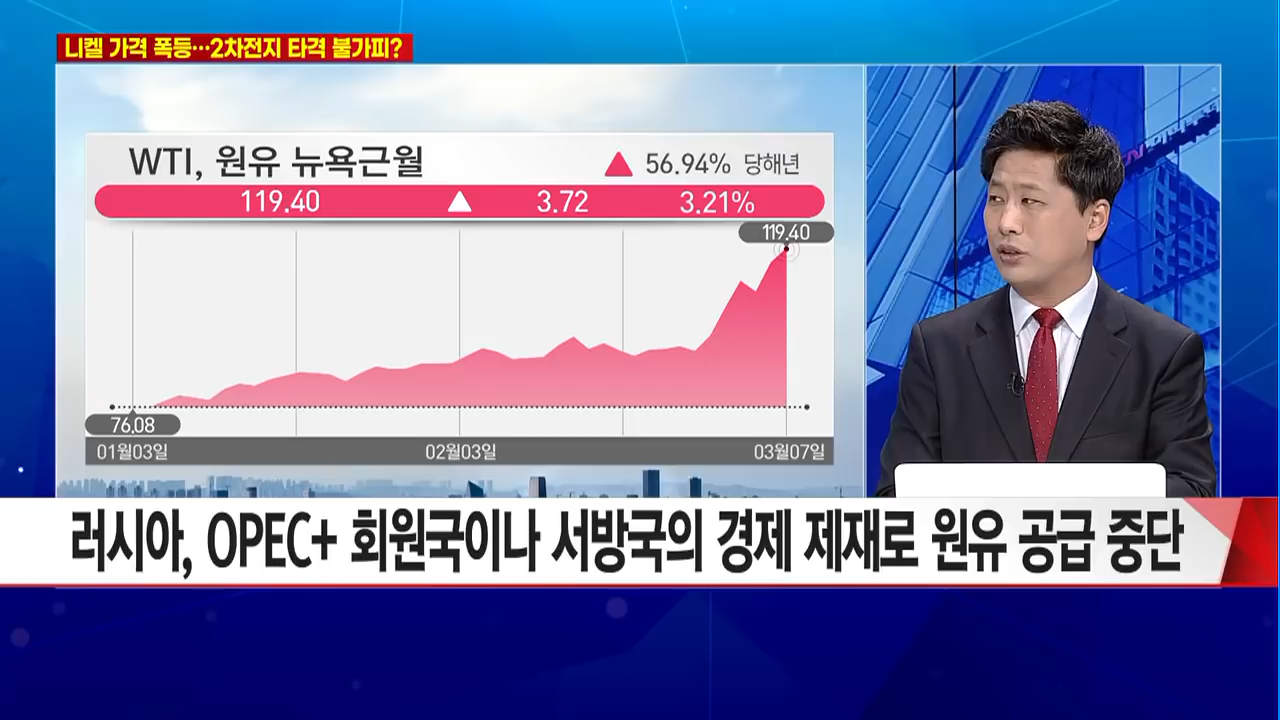 니켈 가격 폭등…2차전지 타격 불가피?
WTI, 원유 뉴욕근월
▲ 56.94% 당해년
119.40 ▲ 3.72 3.21%
119.40
76.08
01월03일 02월03일 03월07일
러시아, OPEC+ 회원국이나 서방국의 경제 제재로 원유 공급 중단